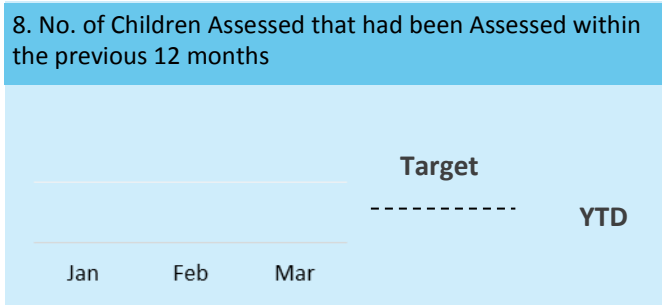 8. No. of Children Assessed that had been Assessed within
the previous 12 months
Target
YTD
Jan Feb Mar